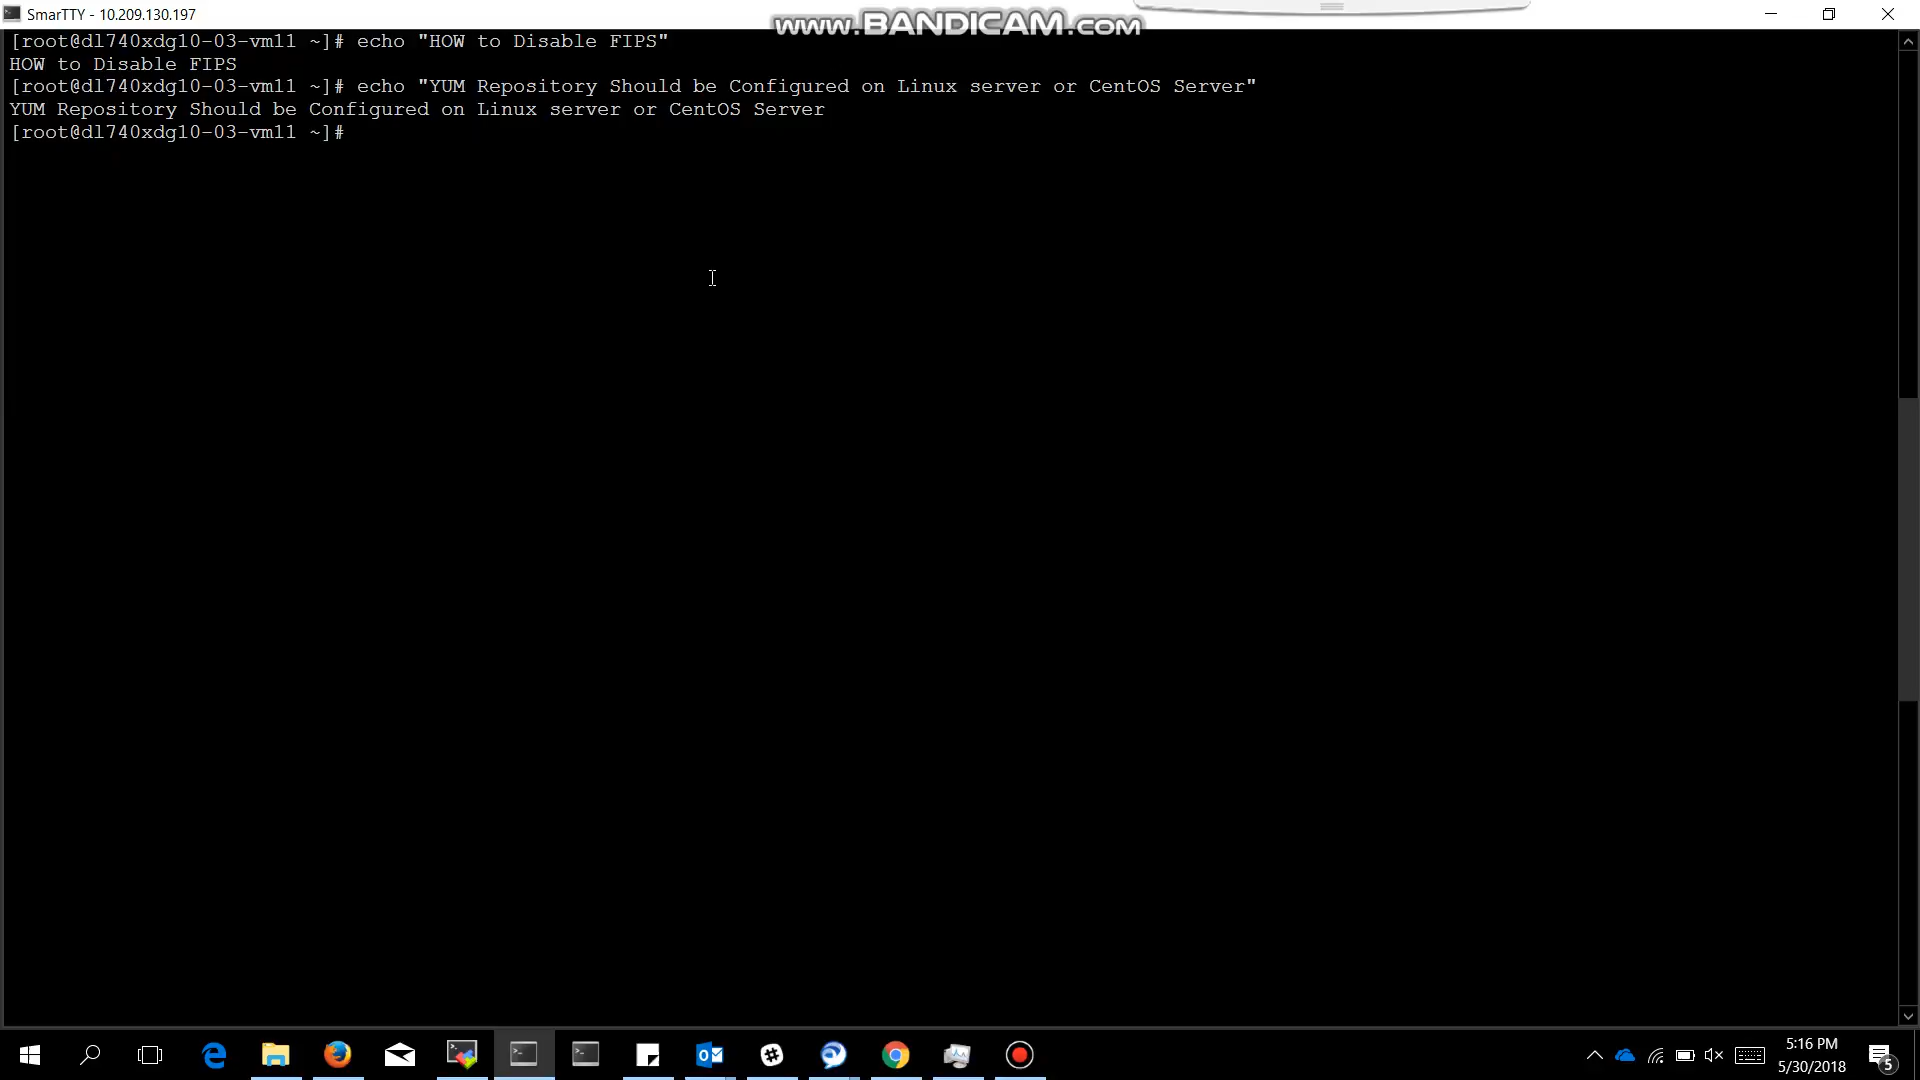 SmarTTY - 10.209.130.197
www.BANDICAM.com
[root@dl740xdg10-03-vm11 ~]# echo "HOW to Disable FIPS"
HOW to Disable FIPS
[root@dl740xdg10-03-vm11 ~]# echo "YUM Repository Should be Configured on Linux server or CentOS Server"
YUM Repository Should be Configured on Linux server or CentOS Server
[root@dl740xdg10-03-vm11 ~]#
5:16 PM
5/30/2018
5